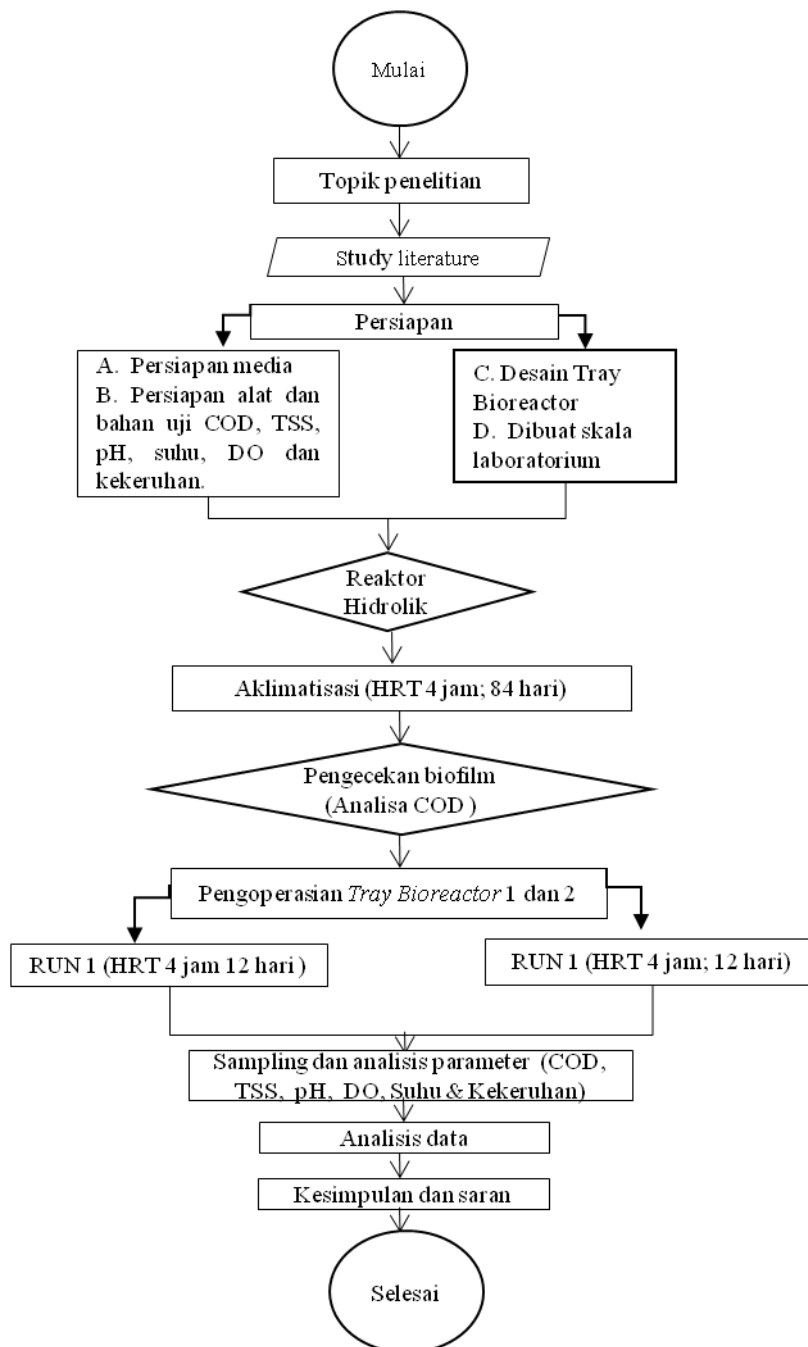 Mulai
Topik penelitian
Study literature
Persiapan
A. Persiapan media
B. Persiapan alat dan
bahan uji COD, TSS,
pH, suhu, DO dan
kekeruhan.
C. Desain Tray
Bioreactor
D. Dibuat skala
laboratorium
Reaktor
Hidrolik
Aklimatisasi (HRT 4 jam; 84 hari)
Pengecekan biofilm
(Analisa COD )
Pengoperasian Tray Bioreactor 1 dan 2
RUN 1 (HRT 4 jam 12 hari )
RUN 1 (HRT 4 jam; 12 hari)
Sampling dan analisis parameter (COD,
TSS, pH, DO, Suhu & Kekeruhan)
Analisis data
Kesimpulan dan saran
Selesai